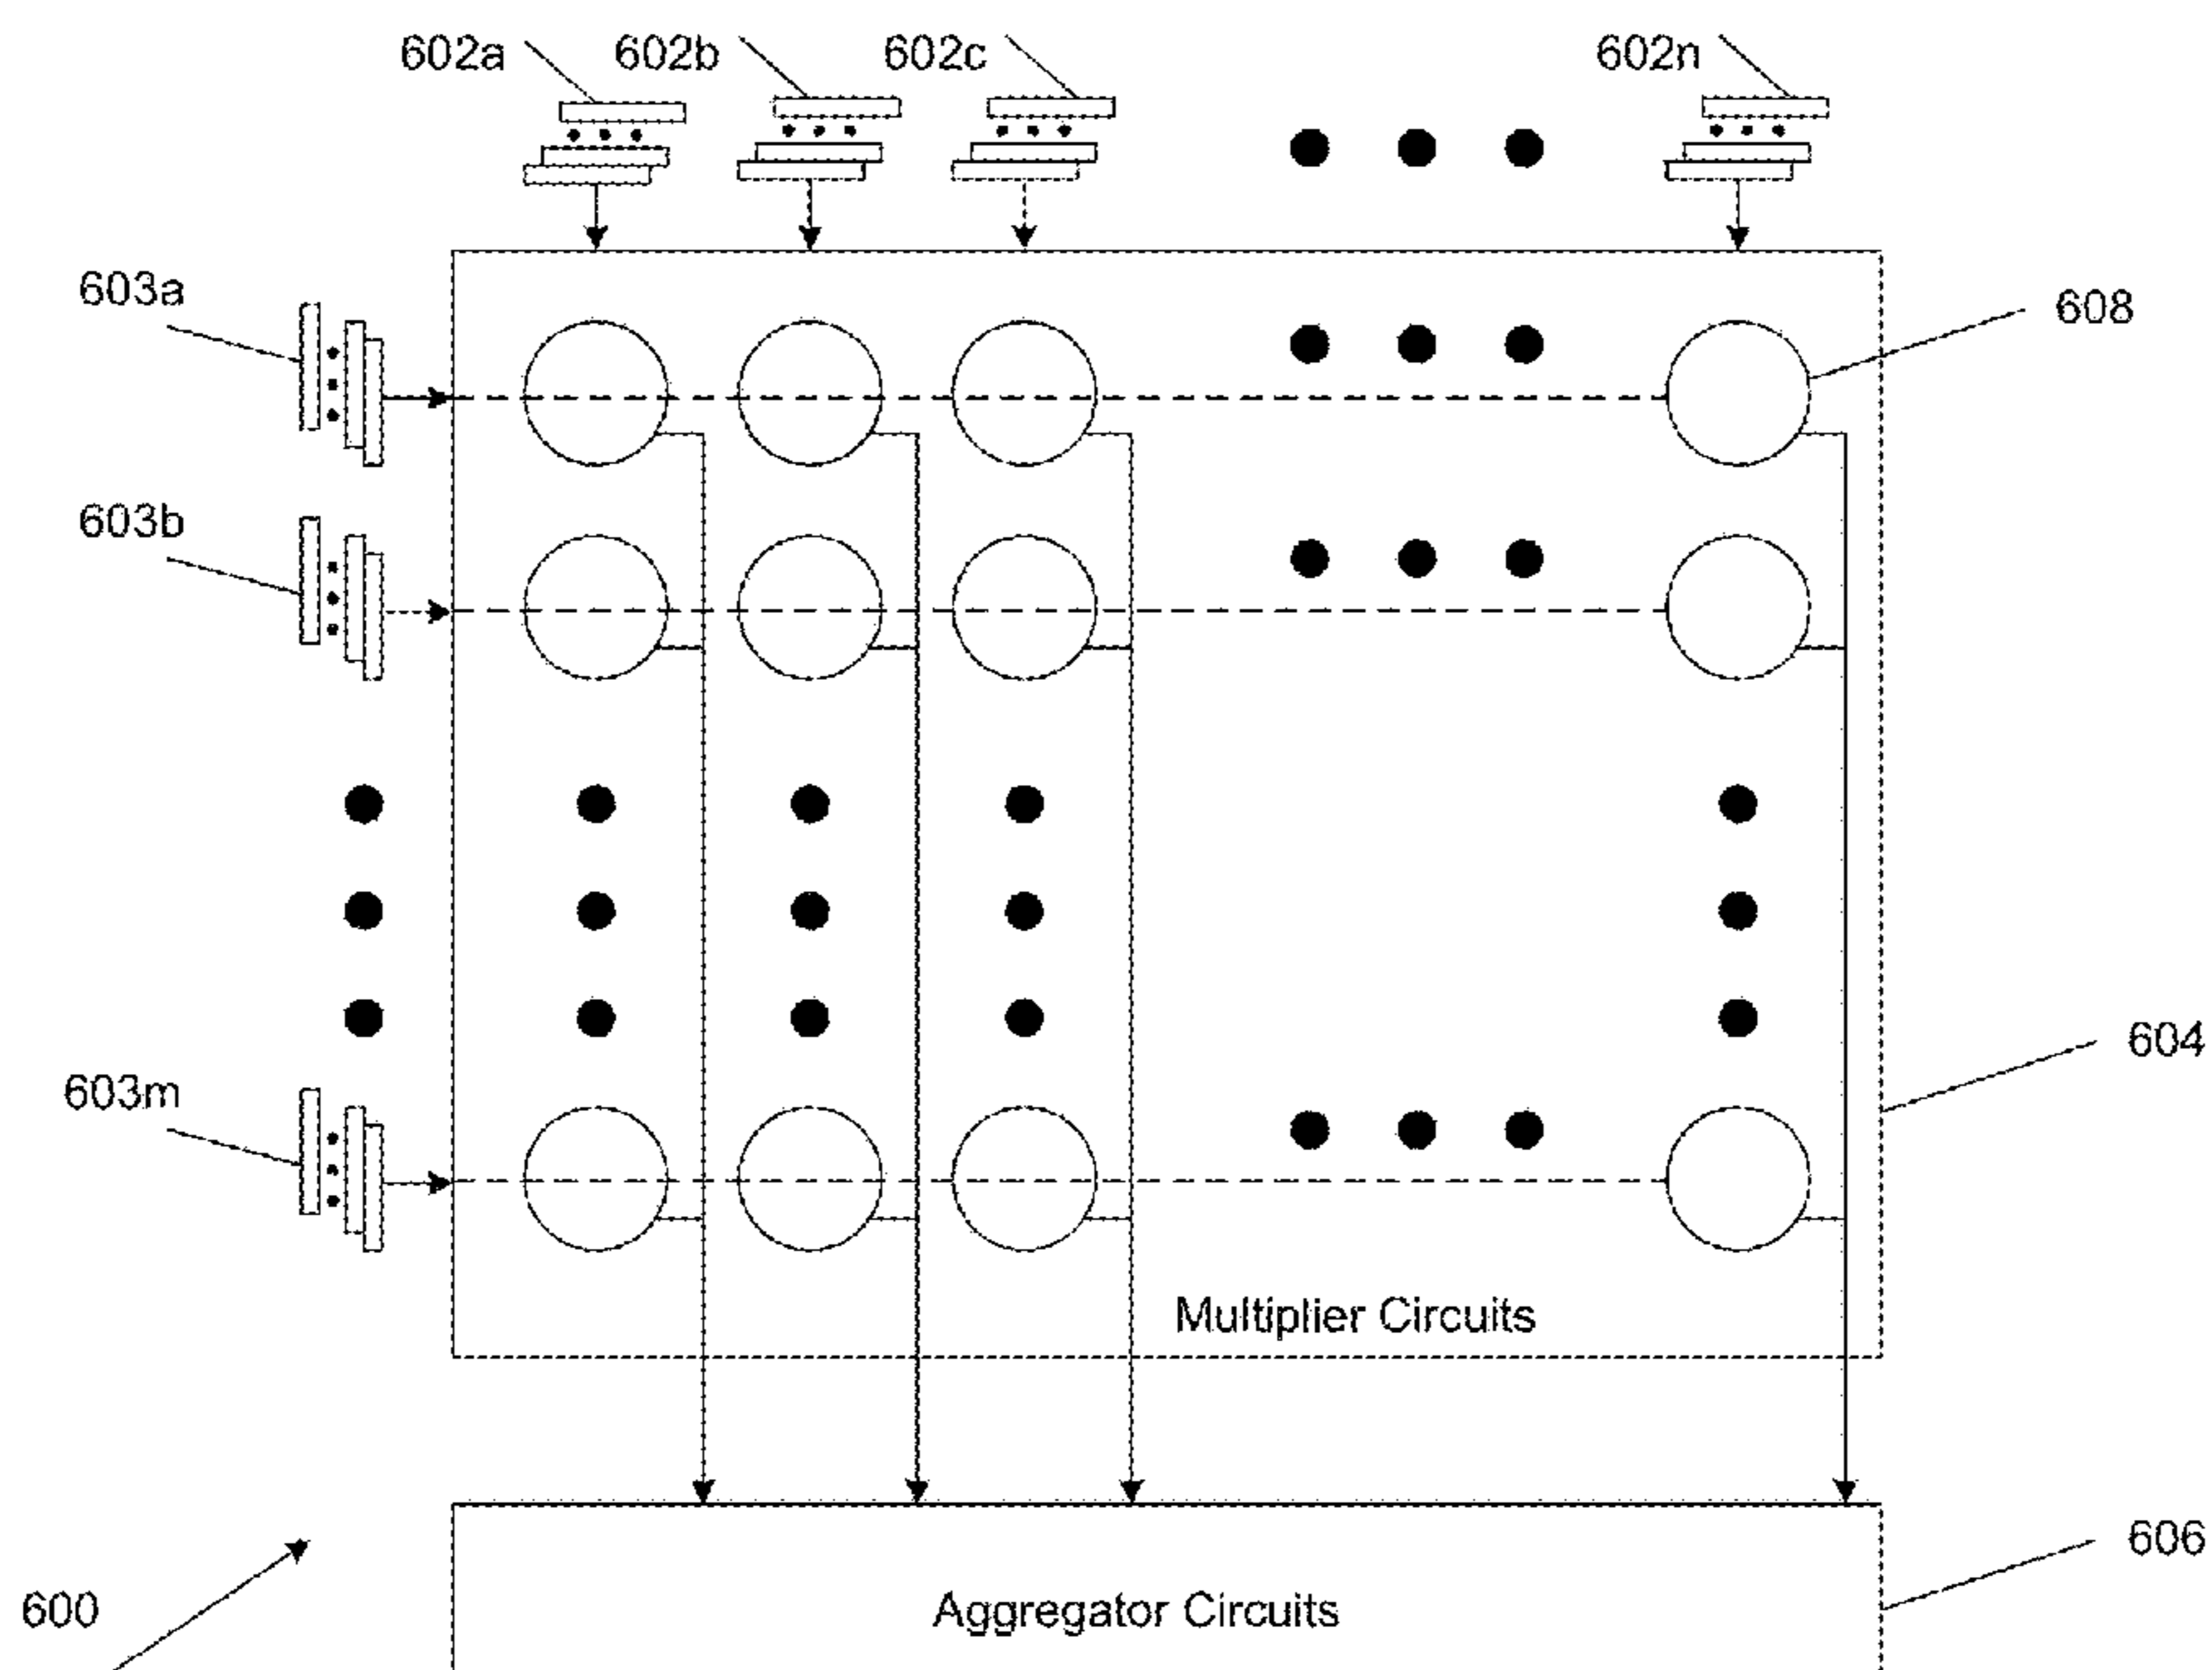 602a 602b 602c 602n
603a
608
603b
604
603m
Multiplier Circuits
606
600
Aggregator Circuits